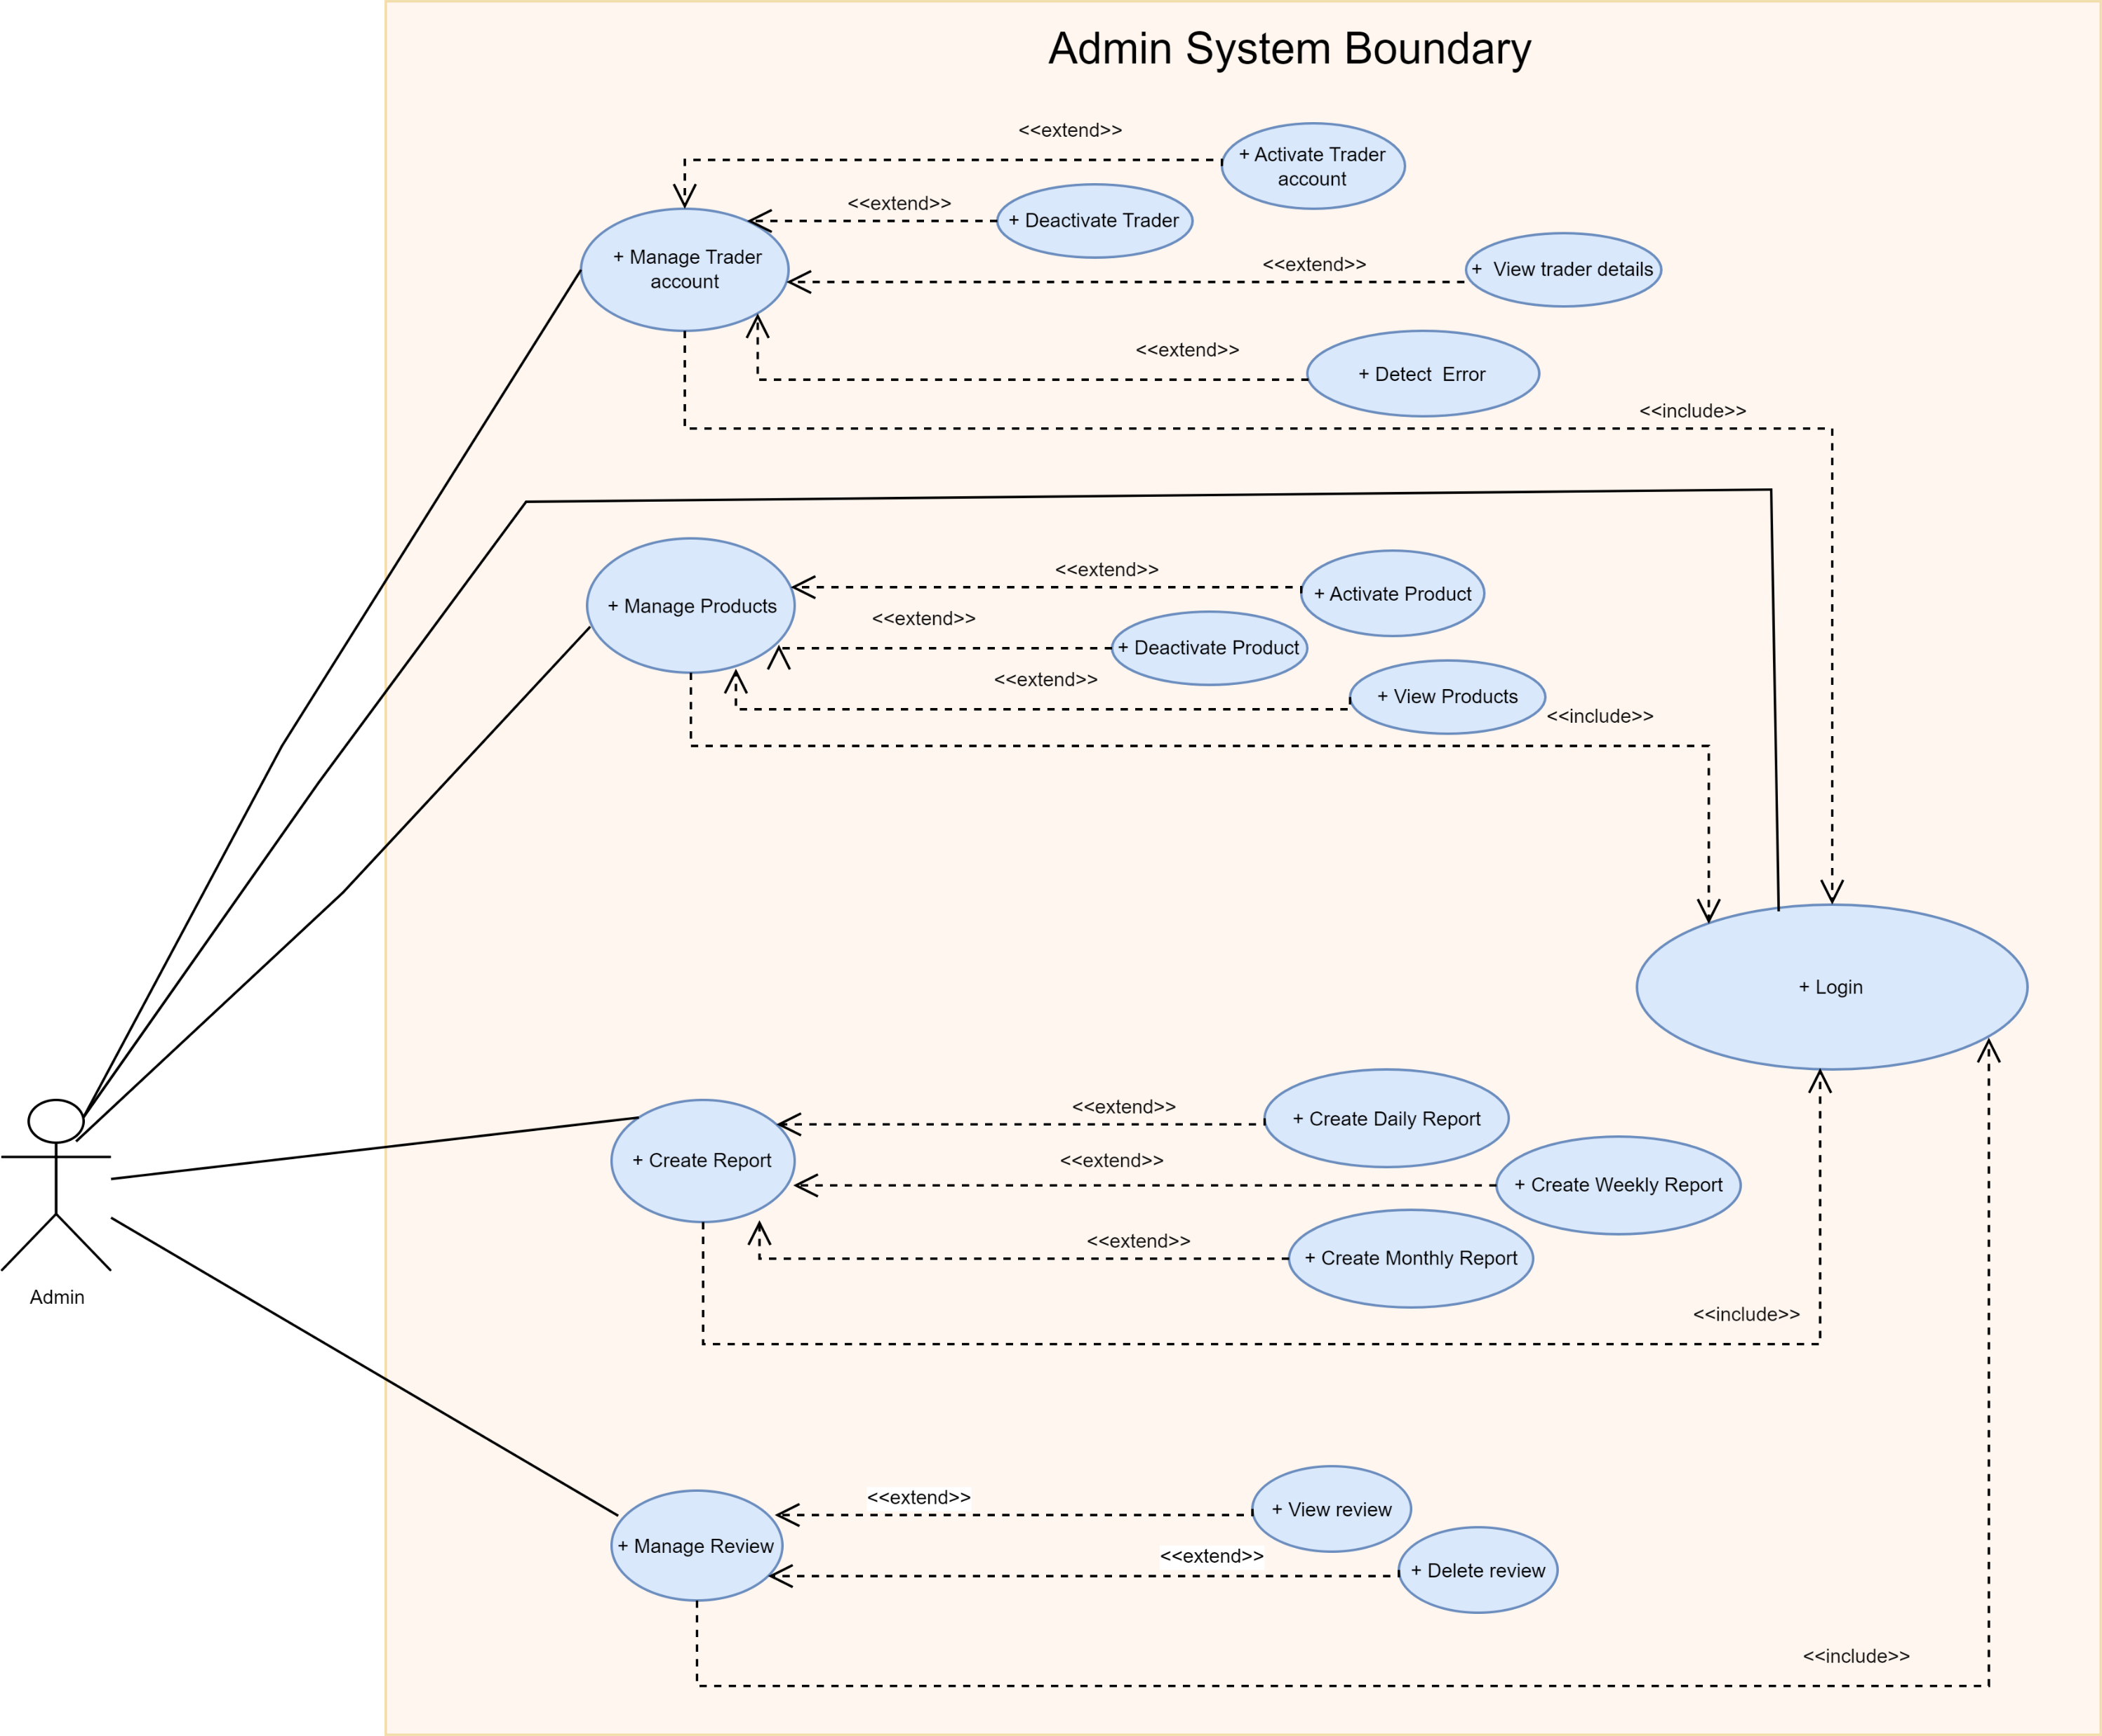 Admin System Boundary
<<extend>>
+ Activate Trader
account
<<extend>>
+ Deactivate Trader
+ Manage Trader
account
<<extend>>
+  View trader details
<<extend>>
+ Detect  Error
<<include>>
<<extend>>
+ Activate Product
+ Manage Products
<<extend>>
+ Deactivate Product
<<extend>>
+ View Products
<<include>>
+ Login
<<extend>>
+ Create Daily Report
+ Create Report
<<extend>>
+ Create Weekly Report
<<extend>>
+ Create Monthly Report
Admin
<<include>>
<<extend>>
+ View review
+ Manage Review
<<extend>>
+ Delete review
<<include>>